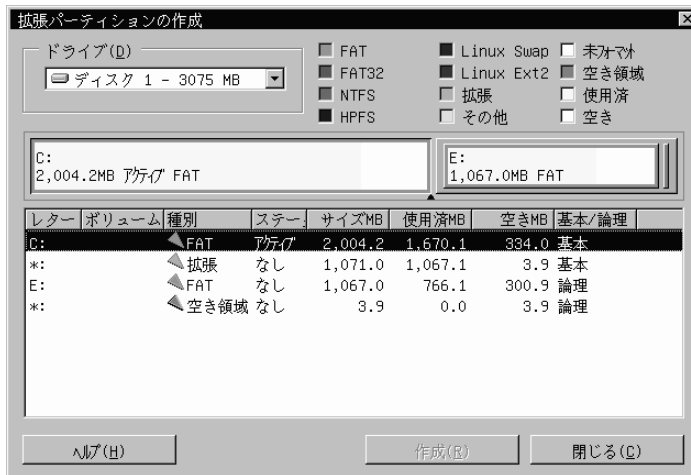 拡張パーティションの作成
ドライブ(D)
ディスク 1 - 3075 MB
FAT
FAT32
NTFS
HPFS
Linux Swap
Linux Ext2
拡張
その他
未ﾌｫｰﾏｯﾄ
空き領域
使用済
空き
C:
2,004.2MB ｱｸﾃｨﾌﾞ FAT
E:
1,067.0MB FAT
レター ボリューム 種別 ステー. サイズMB 使用済MB 空きMB 基本/論理
C: FAT ｱｸﾃｨﾌﾞ 2,004.2 1,670.1 334.0 基本
*: 拡張 なし 1,071.0 1,067.1 3.9 基本
E: FAT なし 1,067.0 766.1 300.9 論理
*: 空き領域 なし 3.9 0.0 3.9 論理
ﾍﾙﾌﾟ(H)
作成(R)
閉じる(C)